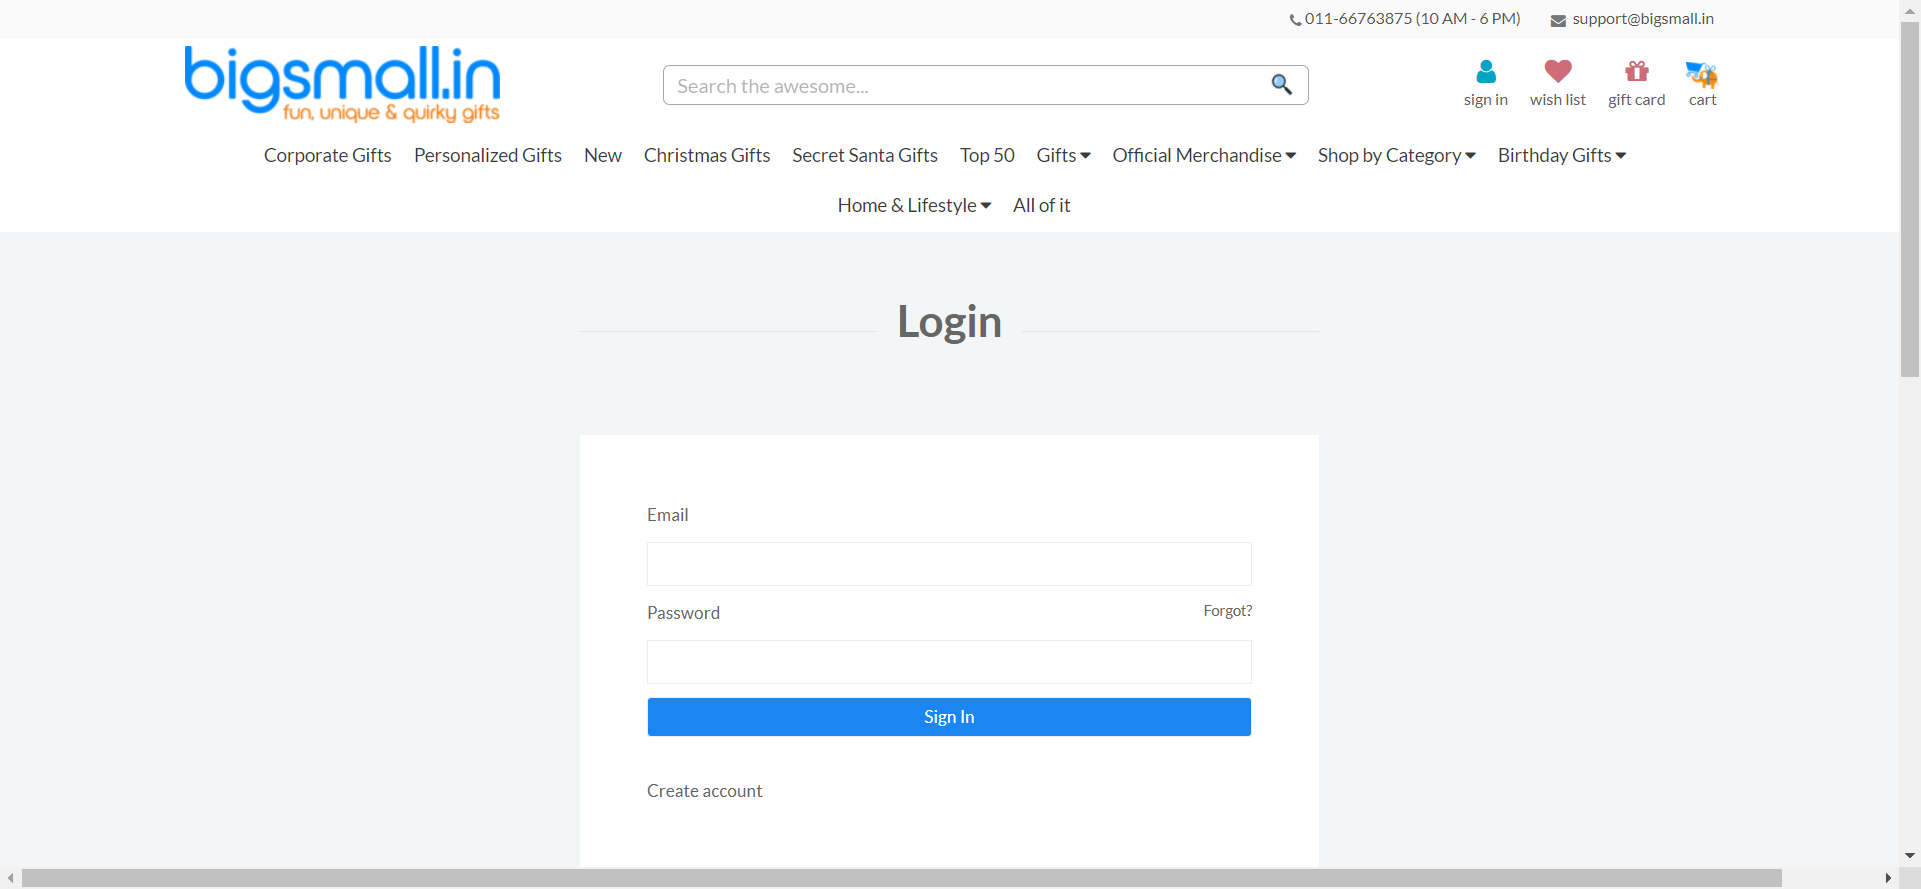 011-66763875 (10 AM - 6 PM) support@bigsmall.in
bigsmall.in
fun, unique & quirky gifts
Search the awesome...
sign in wish list gift card cart
Corporate Gifts Personalized Gifts New Christmas Gifts Secret Santa Gifts Top 50 Gifts Official Merchandise Shop by Category Birthday Gifts
Home & Lifestyle All of it
Login
Email
Password Forgot?
Sign In
Create account